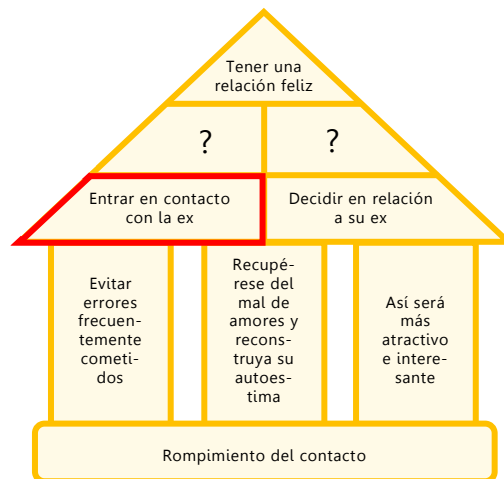 Tener una
relación feliz
?
?
Entrar en contacto
con la ex
Decidir en relación
a su ex
Evitar
errores
frecuen-
temente
cometi-
dos
Recupé-
rese del
mal de
amores y
recons-
truya su
autoes-
tima
Así será
más
atractivo
e intere-
sante
Rompimiento del contacto